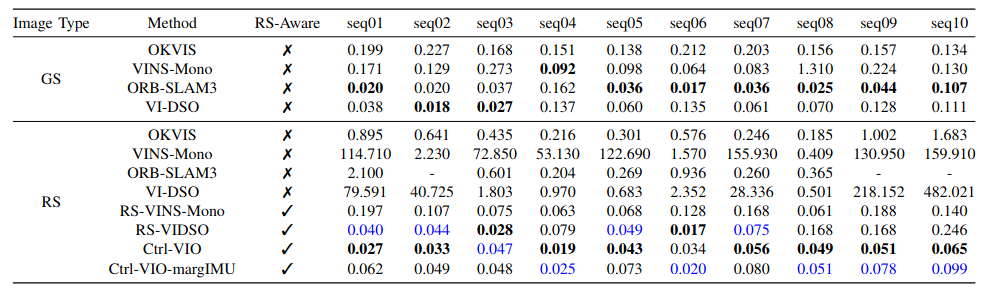 Image Type Method RS-Aware seq01 seq02 seq03 seq04 seq05 seq06 seq07 seq08 seq09 seq10
OKVIS ✗ 0.199 0.227 0.168 0.151 0.138 0.212 0.203 0.156 0.157 0.134
VINS-Mono ✗ 0.171 0.129 0.273 0.092 0.098 0.064 0.083 1.310 0.224 0.130
GS
ORB-SLAM3 ✗ 0.020 0.020 0.037 0.162 0.036 0.017 0.036 0.025 0.044 0.107
VI-DSO ✗ 0.038 0.018 0.027 0.137 0.060 0.135 0.061 0.070 0.128 0.111
OKVIS ✗ 0.895 0.641 0.435 0.216 0.301 0.576 0.246 0.185 1.002 1.683
VINS-Mono ✗ 114.710 2.230 72.850 53.130 122.690 1.570 155.930 0.409 130.950 159.910
ORB-SLAM3 ✗ 2.100 - 0.601 0.204 0.269 0.936 0.260 0.365 - -
VI-DSO ✗ 79.591 40.725 1.803 0.970 0.683 2.352 28.336 0.501 218.152 482.021
RS
RS-VINS-Mono ✓ 0.197 0.107 0.075 0.063 0.068 0.128 0.168 0.061 0.188 0.140
RS-VIDSO ✓ 0.040 0.044 0.028 0.079 0.049 0.017 0.075 0.168 0.168 0.246
Ctrl-VIO ✓ 0.027 0.033 0.047 0.019 0.043 0.034 0.056 0.049 0.051 0.065
Ctrl-VIO-margIMU ✓ 0.062 0.049 0.048 0.025 0.073 0.020 0.080 0.051 0.078 0.099